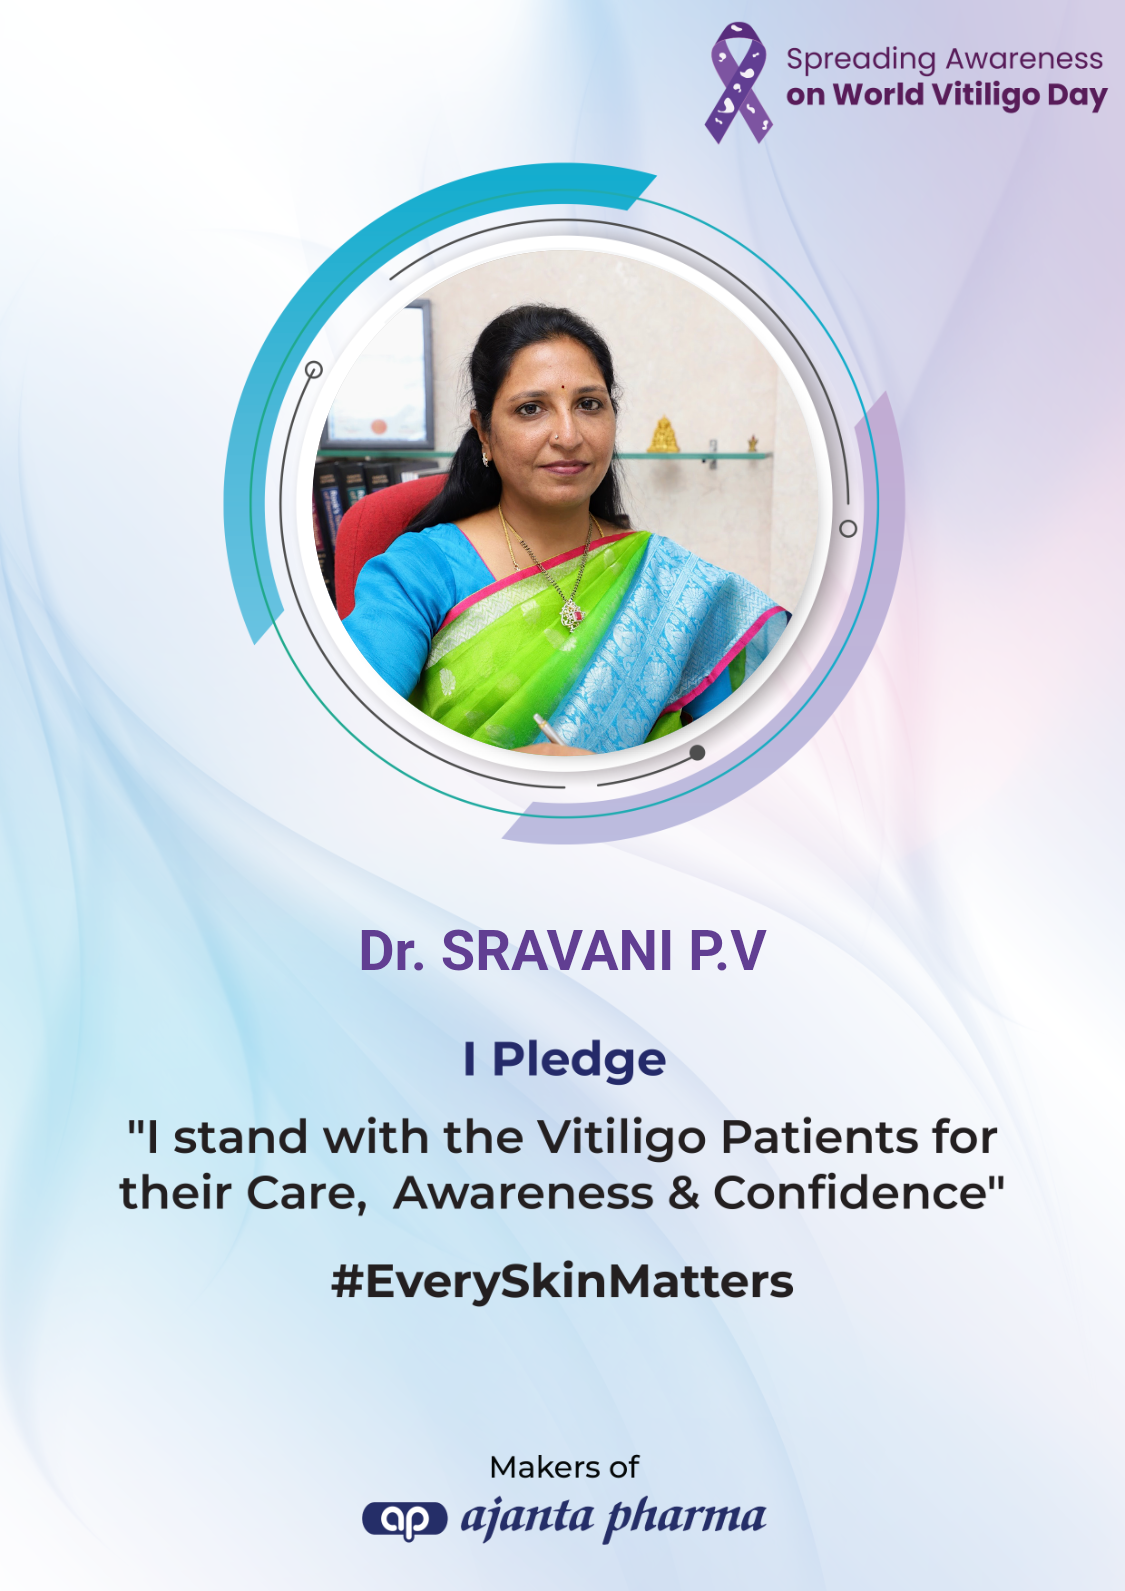 Spreading Awareness
on World Vitiligo Day
Dr. SRAVANI P.V
I Pledge
"I stand with the Vitiligo Patients for
their Care,  Awareness & Confidence"
#EverySkinMatters
Makers of
ap ajanta pharma